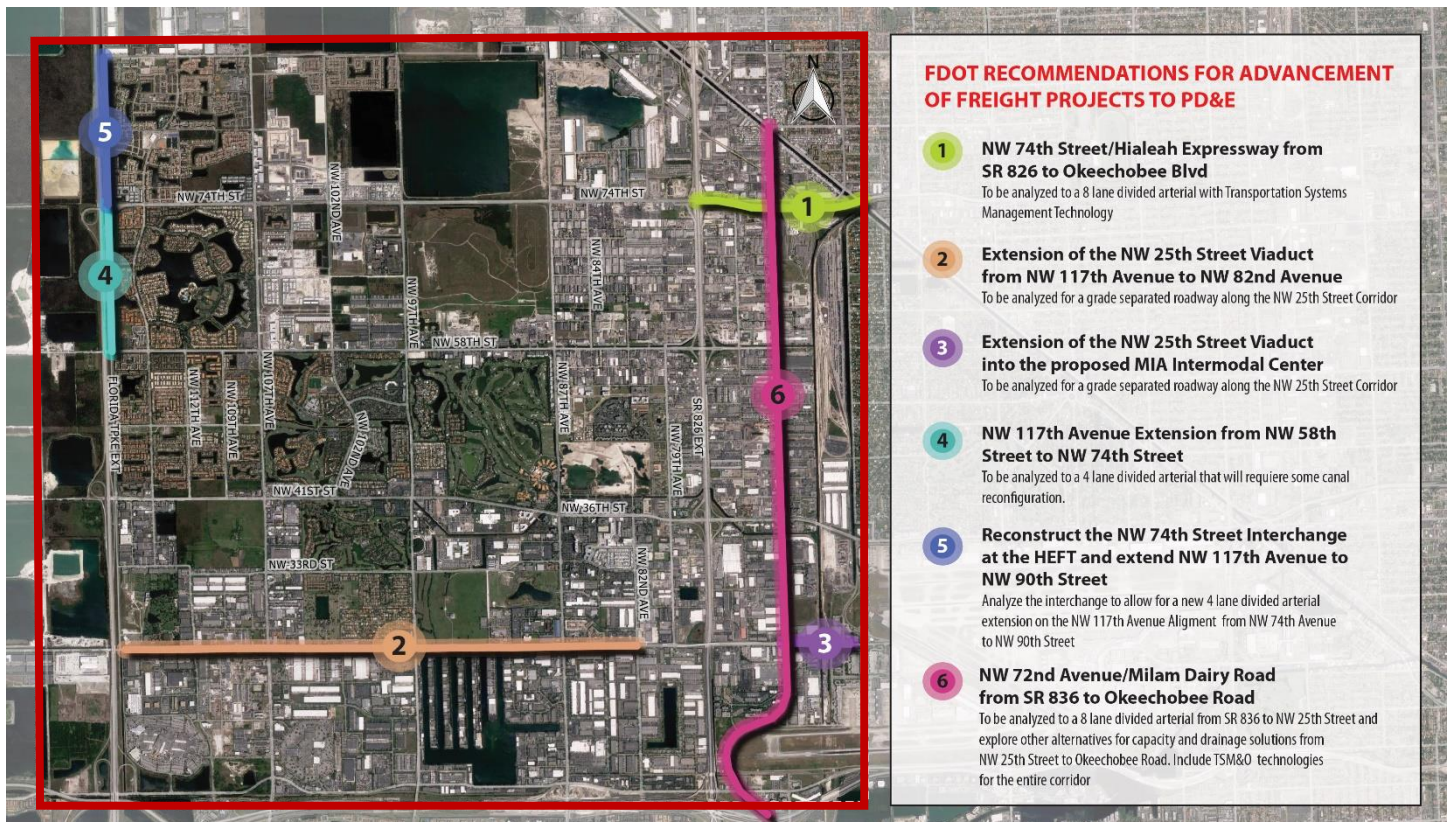 N
5
NW 74TH ST
NW 102ND AVE
NW 74TH ST
1
4
NW 84TH AVE
NW 97TH AVE
NW 58TH ST
FLORIDA TPKE EXT
NW 112TH AVE
NW 109TH AVE
NW 107TH AVE
NW 102ND AVE
NW 87TH AVE
6
SR 826 EXT
NW 79TH AVE
NW 41ST ST
NW 36TH ST
NW 33RD ST
NW 82ND AVE
2
3
FDOT RECOMMENDATIONS FOR ADVANCEMENT
OF FREIGHT PROJECTS TO PD&E
1
NW 74th Street/Hialeah Expressway from
SR 826 to Okeechobee Blvd
To be analyzed to a 8 lane divided arterial with Transportation Systems
Management Technology
2
Extension of the NW 25th Street Viaduct
from NW 117th Avenue to NW 82nd Avenue
To be analyzed for a grade separated roadway along the NW 25th Street Corridor
3
Extension of the NW 25th Street Viaduct
into the proposed MIA Intermodal Center
To be analyzed for a grade separated roadway along the NW 25th Street Corridor
4
NW 117th Avenue Extension from NW 58th
Street to NW 74th Street
To be analyzed to a 4 lane divided arterial that will requiere some canal
reconfiguration.
5
Reconstruct the NW 74th Street Interchange
at the HEFT and extend NW 117th Avenue to
NW 90th Street
Analyze the interchange to allow for a new 4 lane divided arterial
extension on the NW 117th Avenue Aligment from NW 74th Avenue
to NW 90th Street
6
NW 72nd Avenue/Milam Dairy Road
from SR 836 to Okeechobee Road
To be analyzed to a 8 lane divided arterial from SR 836 to NW 25th Street and
explore other alternatives for capacity and drainage solutions from
NW 25th Street to Okeechobee Road. Include TSM&O technologies
for the entire corridor